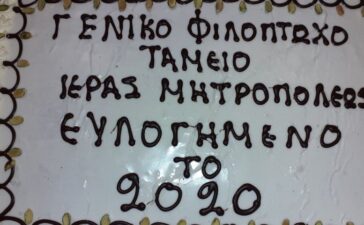 ΓΕΝΙΚΟ ΦΙΛΟΠΤΩΧΟ
ΤΑΜΕΙΟ
ΙΕΡΑΣ ΜΗΤΡΟΠΟΛΕΩΣ
ΕΥΛΟΓΗΜΕΝΟ
ΤΟ
2020